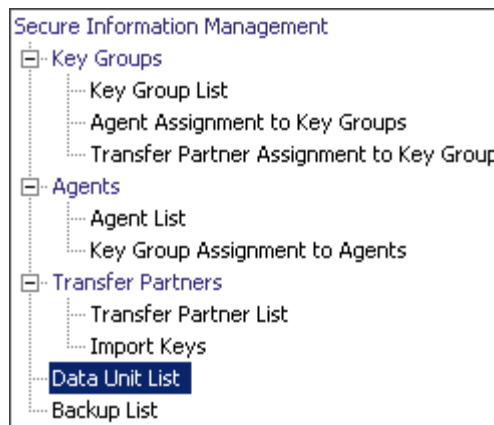 Secure Information Management
Key Groups
Key Group List
Agent Assignment to Key Groups
Transfer Partner Assignment to Key Group
Agents
Agent List
Key Group Assignment to Agents
Transfer Partners
Transfer Partner List
Import Keys
Data Unit List
Backup List